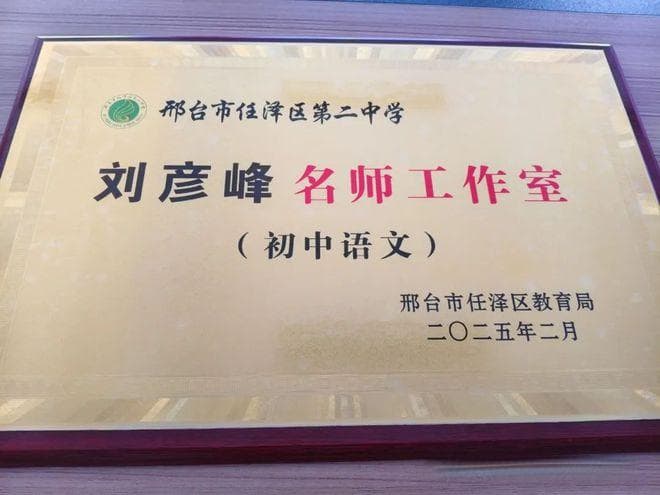 邢台市任泽区第二中学
刘彦峰 名师工作室
（初中语文）
邢台市任泽区教育局
二〇二五年二月